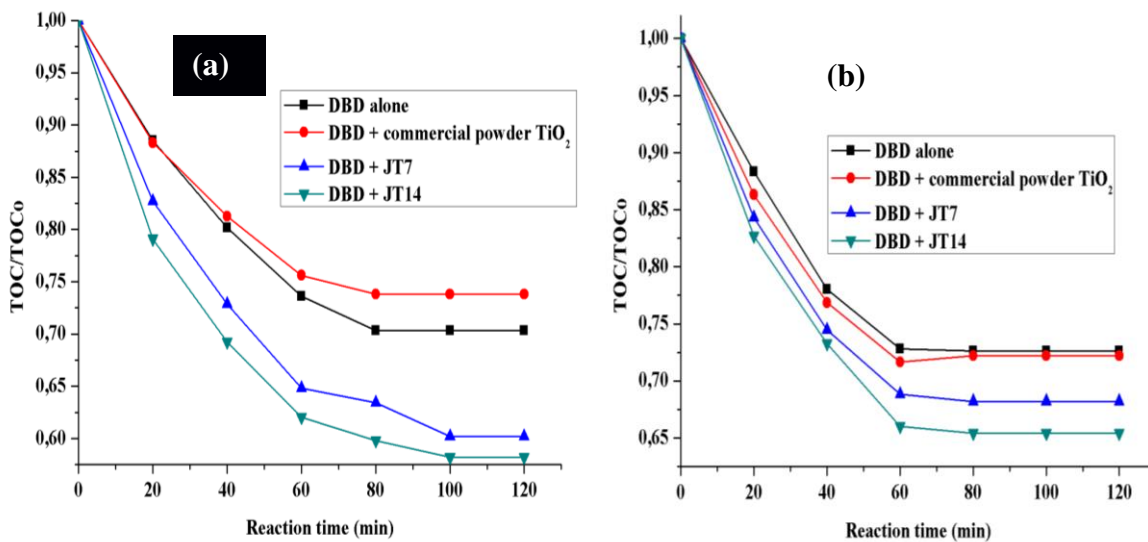 (a)
DBD alone
DBD + commercial powder TiO₂
DBD + JT7
DBD + JT14
1,00
0,95
0,90
0,85
0,80
0,75
0,70
0,65
0,60
TOC/TOCo
0 20 40 60 80 100 120
Reaction time (min)
(b)
DBD alone
DBD + commercial powder TiO₂
DBD + JT7
DBD + JT14
1,00
0,95
0,90
0,85
0,80
0,75
0,70
0,65
TOC/TOCo
0 20 40 60 80 100 120
Reaction time (min)